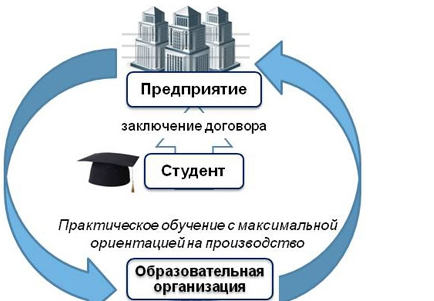 Предприятие
заключение договора
Студент
Практическое обучение с максимальной
ориентацией на производство
Образовательная
организация